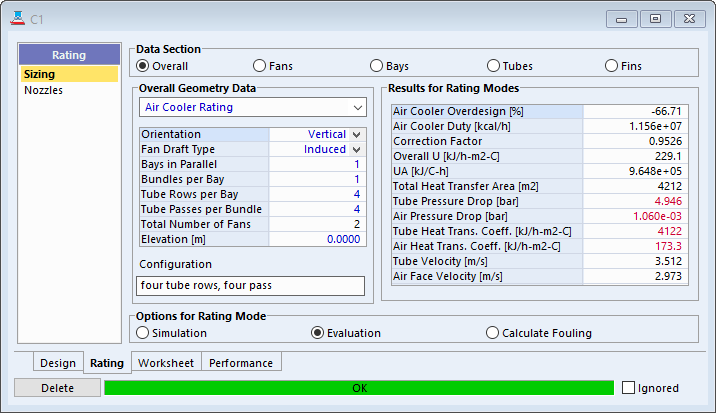 C1
Rating
Sizing
Nozzles
Data Section
Overall Fans Bays Tubes Fins
Overall Geometry Data
Air Cooler Rating
Orientation Vertical
Fan Draft Type Induced
Bays in Parallel 1
Bundles per Bay 1
Tube Rows per Bay 4
Tube Passes per Bundle 4
Total Number of Fans 2
Elevation [m] 0.0000
Configuration
four tube rows, four pass
Results for Rating Modes
Air Cooler Overdesign [%] -66.71
Air Cooler Duty [kcal/h] 1.156e+07
Correction Factor 0.9526
Overall U [kJ/h-m2-C] 229.1
UA [kJ/C-h] 9.648e+05
Total Heat Transfer Area [m2] 4212
Tube Pressure Drop [bar] 4.946
Air Pressure Drop [bar] 1.060e-03
Tube Heat Trans. Coeff. [kJ/h-m2-C] 4122
Air Heat Trans. Coeff. [kJ/h-m2-C] 173.3
Tube Velocity [m/s] 3.512
Air Face Velocity [m/s] 2.973
Options for Rating Mode
Simulation Evaluation Calculate Fouling
Design Rating Worksheet Performance
Delete OK Ignored